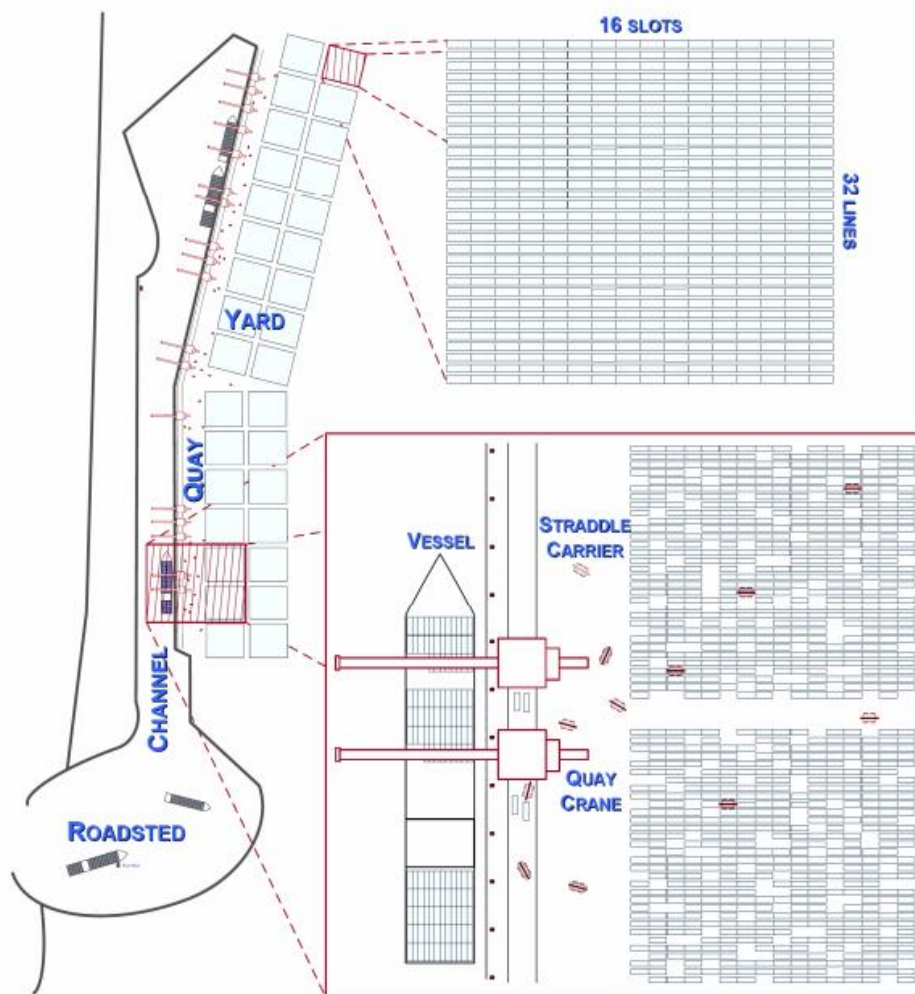 16 SLOTS
32 LINES
YARD
QUAY
VESSEL
STRADDLE
CARRIER
CHANNEL
QUAY
CRANE
ROADSTED